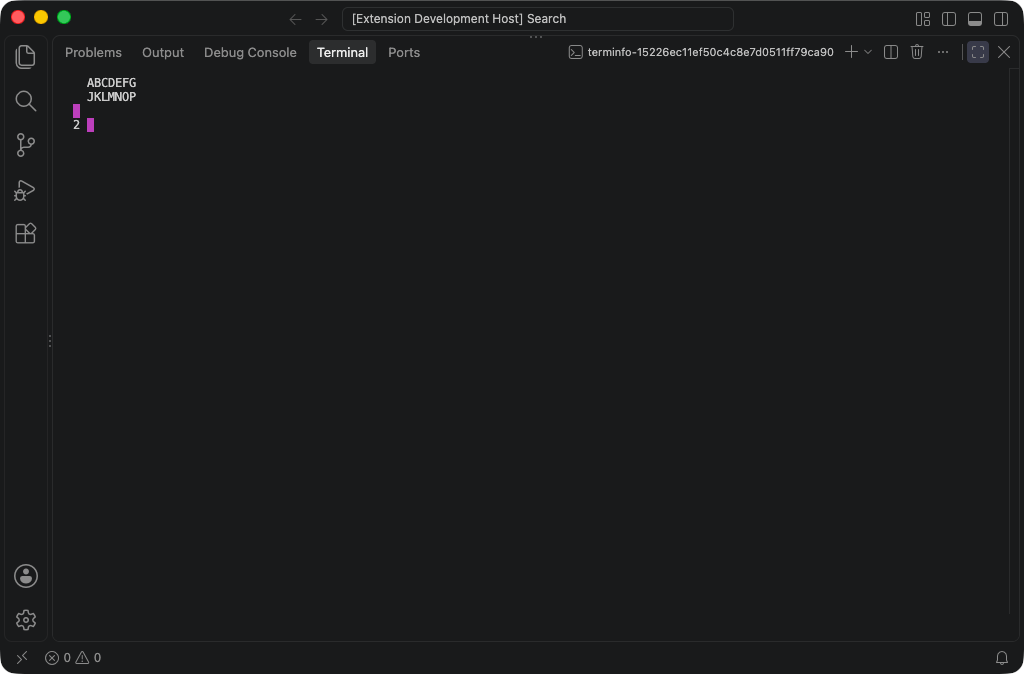 [Extension Development Host] Search
Problems Output Debug Console Terminal Ports
terminfo-15226ec11ef50c4c8e7d0511ff79ca90
ABCDEFG
JKLMNOP
2
0 0